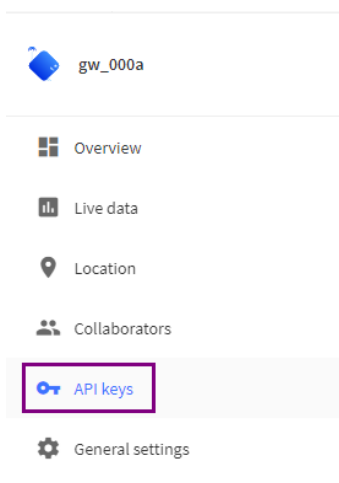 gw_000a
Overview
Live data
Location
Collaborators
API keys
General settings